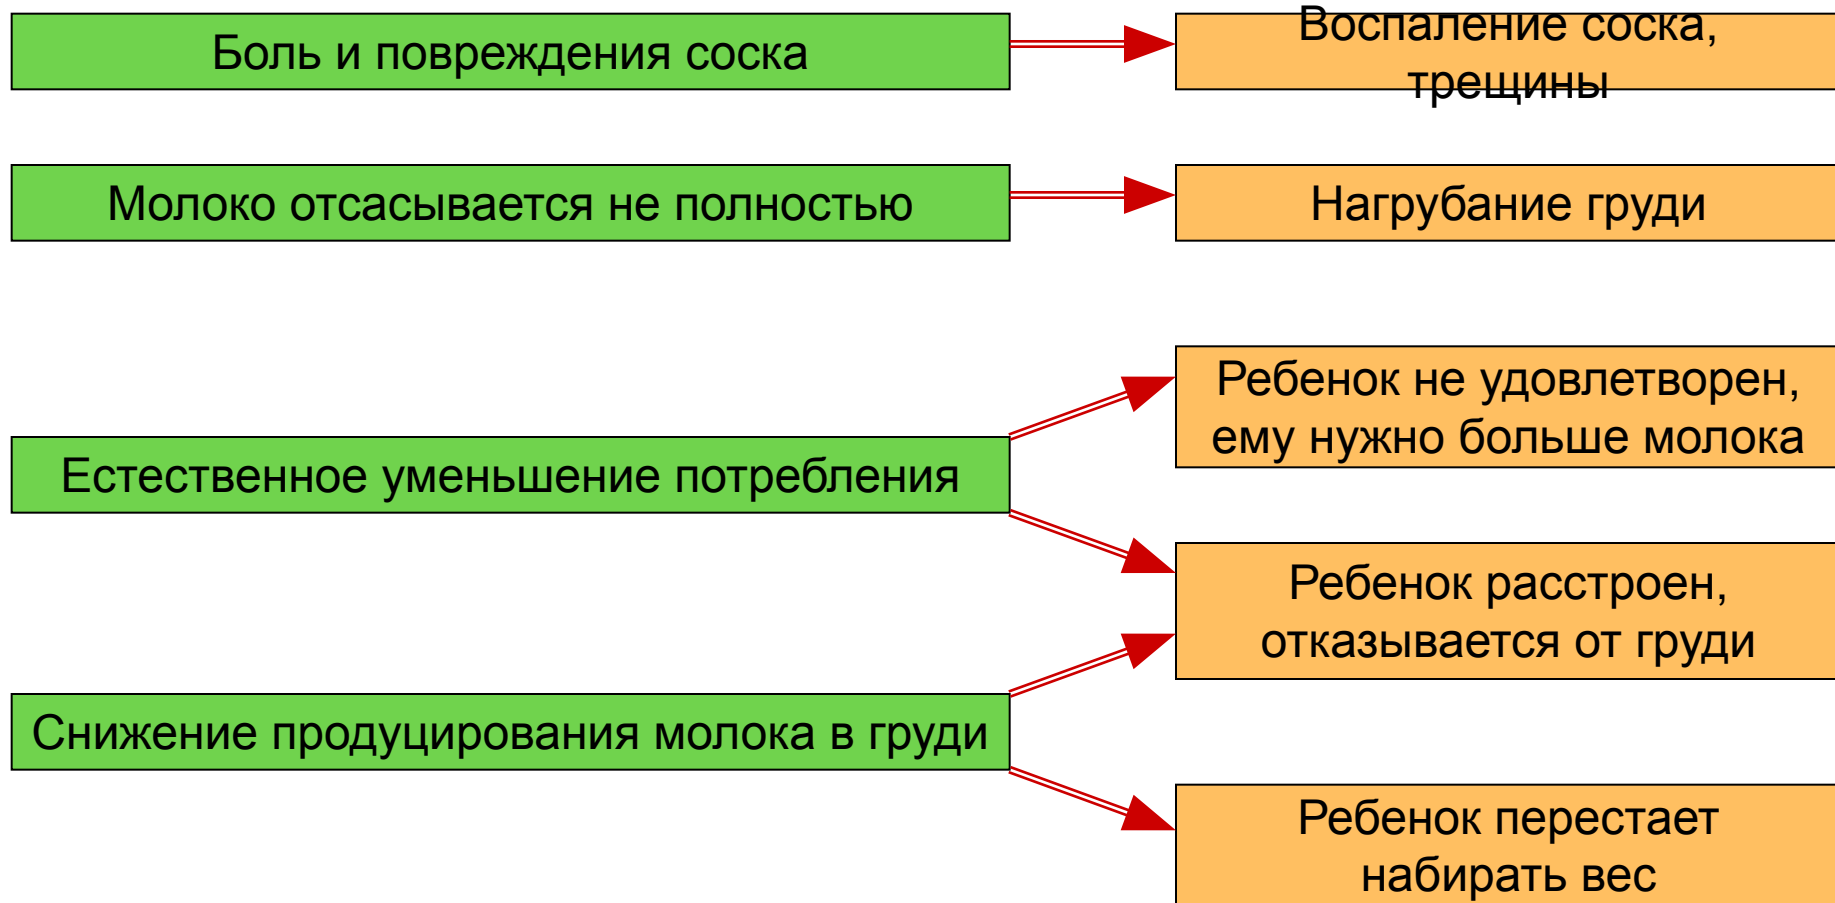 Боль и повреждения соска
Воспаление соска,
трещины
Молоко отсасывается не полностью
Нагрубание груди
Естественное уменьшение потребления
Ребенок не удовлетворен,
ему нужно больше молока
Ребенок расстроен,
отказывается от груди
Снижение продуцирования молока в груди
Ребенок перестает
набирать вес